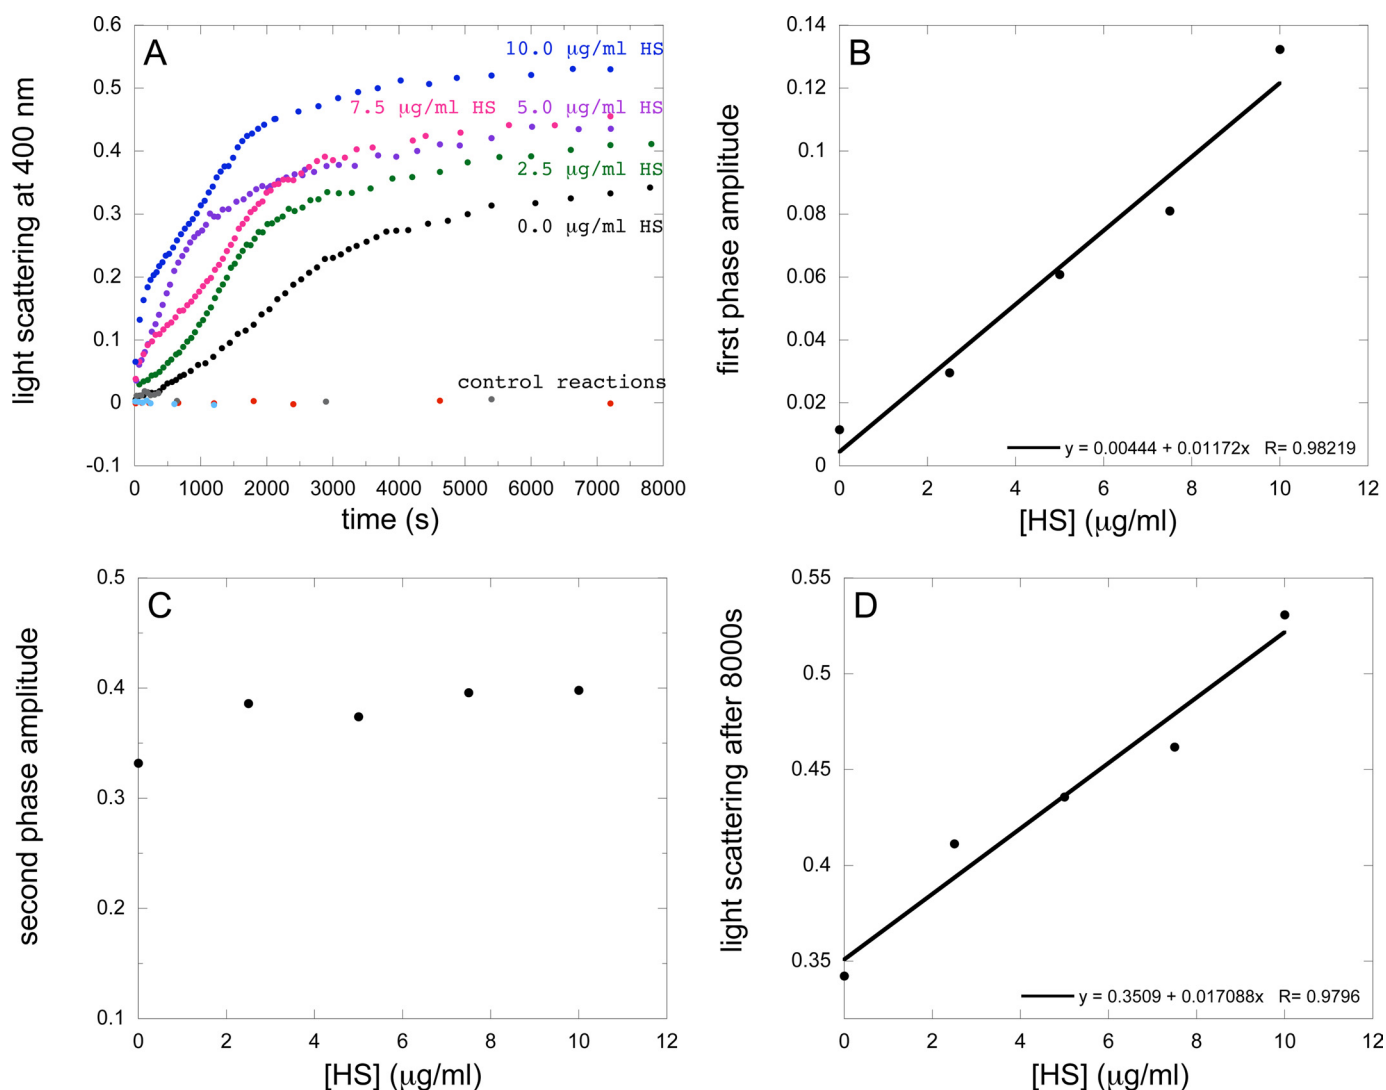 A
light scattering at 400 nm
0.6
0.5
0.4
0.3
0.2
0.1
0
-0.1
10.0 μg/ml HS
7.5 μg/ml HS
5.0 μg/ml HS
2.5 μg/ml HS
0.0 μg/ml HS
control reactions
0 1000 2000 3000 4000 5000 6000 7000 8000
time (s)
B
first phase amplitude
0.14
0.12
0.1
0.08
0.06
0.04
0.02
0
y = 0.00444 + 0.01172x R= 0.98219
0 2 4 6 8 10 12
[HS] (μg/ml)
C
second phase amplitude
0.5
0.4
0.3
0.2
0.1
0 2 4 6 8 10 12
[HS] (μg/ml)
D
light scattering after 8000s
0.55
0.5
0.45
0.4
0.35
y = 0.3509 + 0.017088x R= 0.9796
0 2 4 6 8 10 12
[HS] (μg/ml)